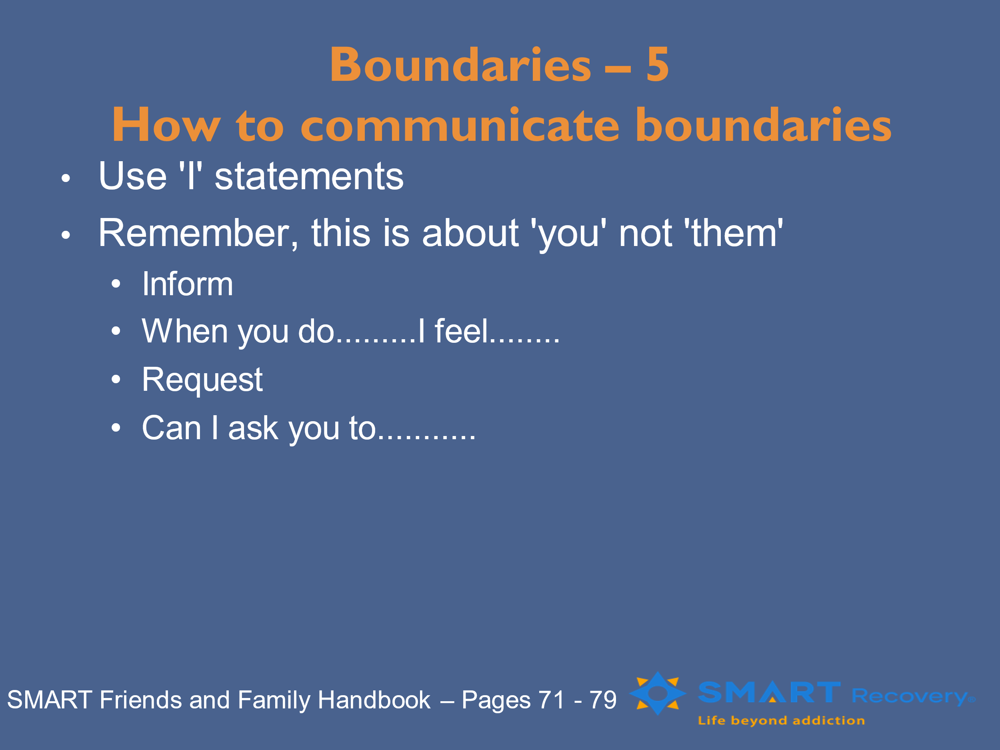 Boundaries – 5
How to communicate boundaries
• Use 'I' statements
• Remember, this is about 'you' not 'them'
• Inform
• When you do.........I feel........
• Request
• Can I ask you to...........
SMART Friends and Family Handbook – Pages 71 - 79
SMART Recovery®
Life beyond addiction